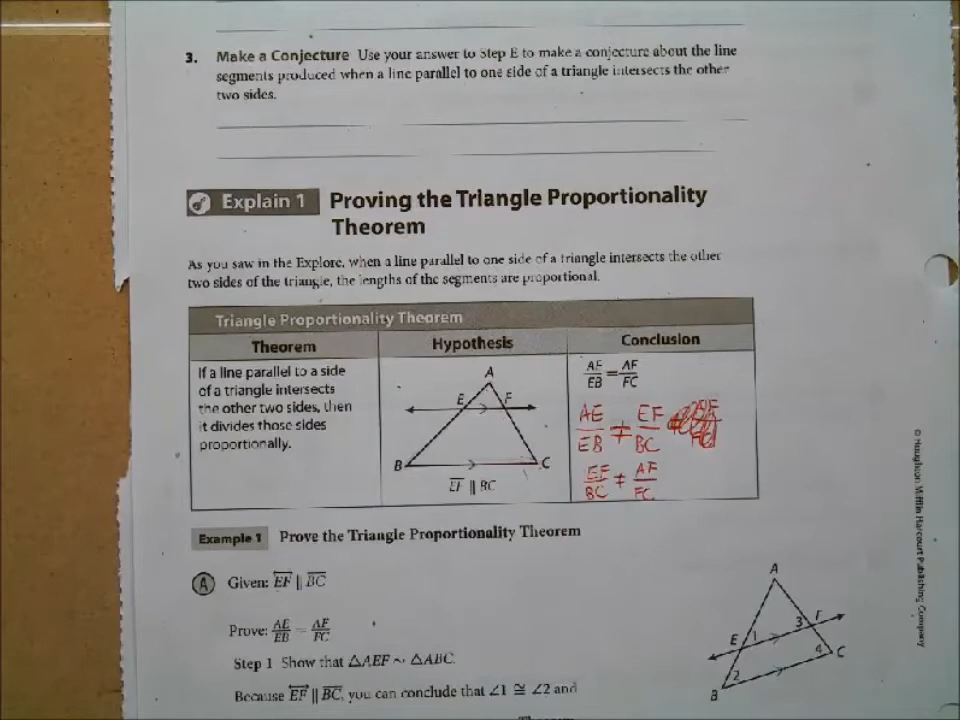 3. Make a Conjecture Use your answer to Step E to make a conjecture about the line
segments produced when a line parallel to one side of a triangle intersects the other
two sides.
Explain 1 Proving the Triangle Proportionality
Theorem
As you saw in the Explore, when a line parallel to one side of a triangle intersects the other
two sides of the triangle, the lengths of the segments are proportional.
Triangle Proportionality Theorem
Theorem Hypothesis Conclusion
If a line parallel to a side
of a triangle intersects
the other two sides, then
it divides those sides
proportionally.
A
E F
B C
EF || BC
AE/EB = AF/FC
AE/EB ≠ EF/BC
EF/BC ≠ AF/FC
Example 1 Prove the Triangle Proportionality Theorem
A Given: EF || BC
Prove: AE/EB = AF/FC
Step 1 Show that △AEF ~ △ABC.
Because EF || BC, you can conclude that ∠1 ≅ ∠2 and
A
E 1 3 F
B 2 4 C
© Houghton Mifflin Harcourt Publishing Company